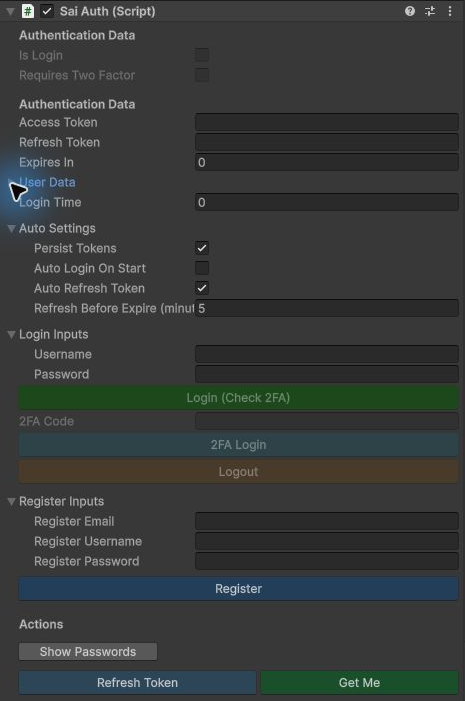 # Sai Auth (Script)
Authentication Data
Is Login
Requires Two Factor
Authentication Data
Access Token
Refresh Token
Expires In 0
User Data
Login Time 0
Auto Settings
Persist Tokens
Auto Login On Start
Auto Refresh Token
Refresh Before Expire (minut 5
Login Inputs
Username
Password
Login (Check 2FA)
2FA Code
2FA Login
Logout
Register Inputs
Register Email
Register Username
Register Password
Register
Actions
Show Passwords
Refresh Token Get Me